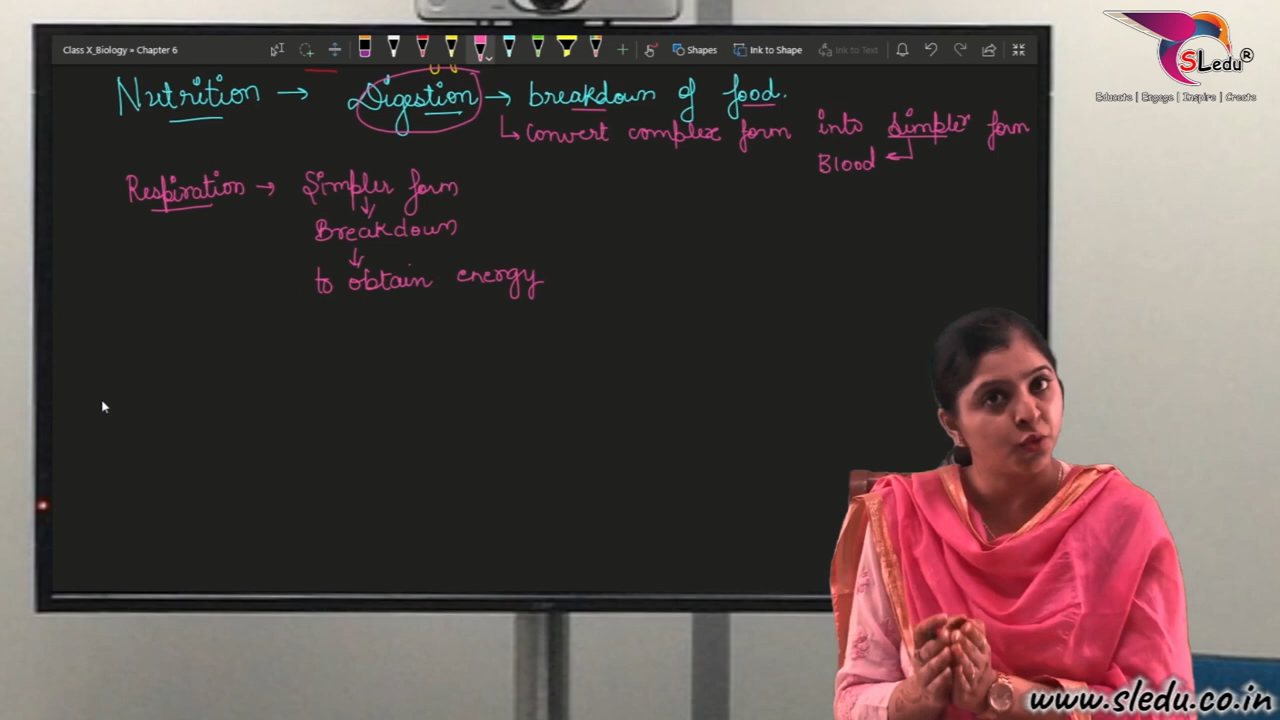 Class X_Biology » Chapter 6
Shapes
Ink to Shape
Ink to Text
SLedu®
Educate | Engage | Inspire | Create
Nutrition → Digestion → breakdown of food.
↳ Convert complex form into simpler form
Blood ↵
Respiration → Simpler form
↓
Breakdown
↓
to obtain energy
www.sledu.co.in